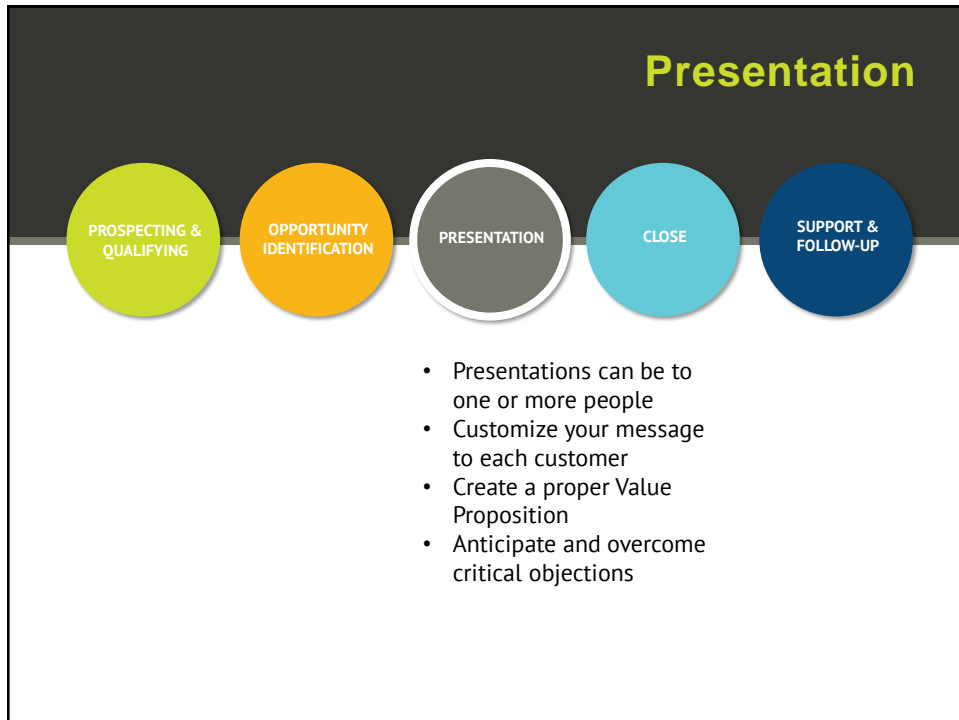 Presentation
PROSPECTING &
QUALIFYING
OPPORTUNITY
IDENTIFICATION
PRESENTATION
CLOSE
SUPPORT &
FOLLOW-UP
• Presentations can be to
one or more people
• Customize your message
to each customer
• Create a proper Value
Proposition
• Anticipate and overcome
critical objections